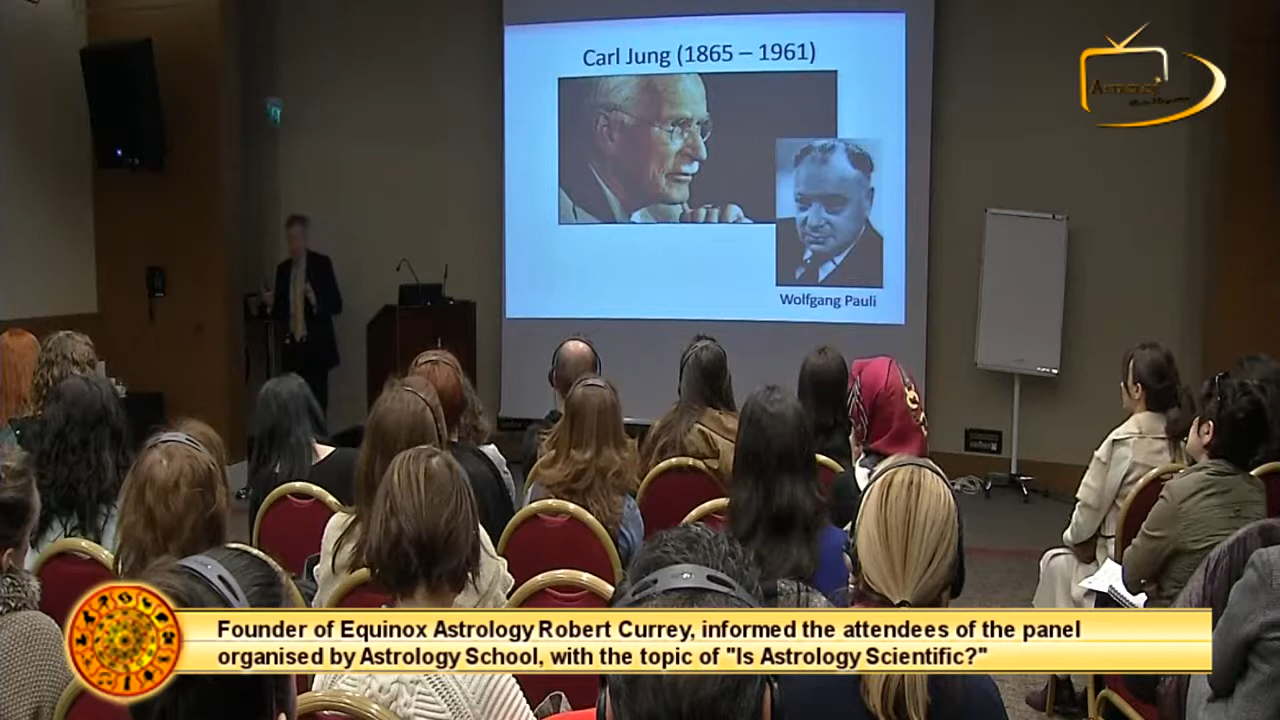 Carl Jung (1865 – 1961)
Wolfgang Pauli
Founder of Equinox Astrology Robert Currey, informed the attendees of the panel
organised by Astrology School, with the topic of "Is Astrology Scientific?"